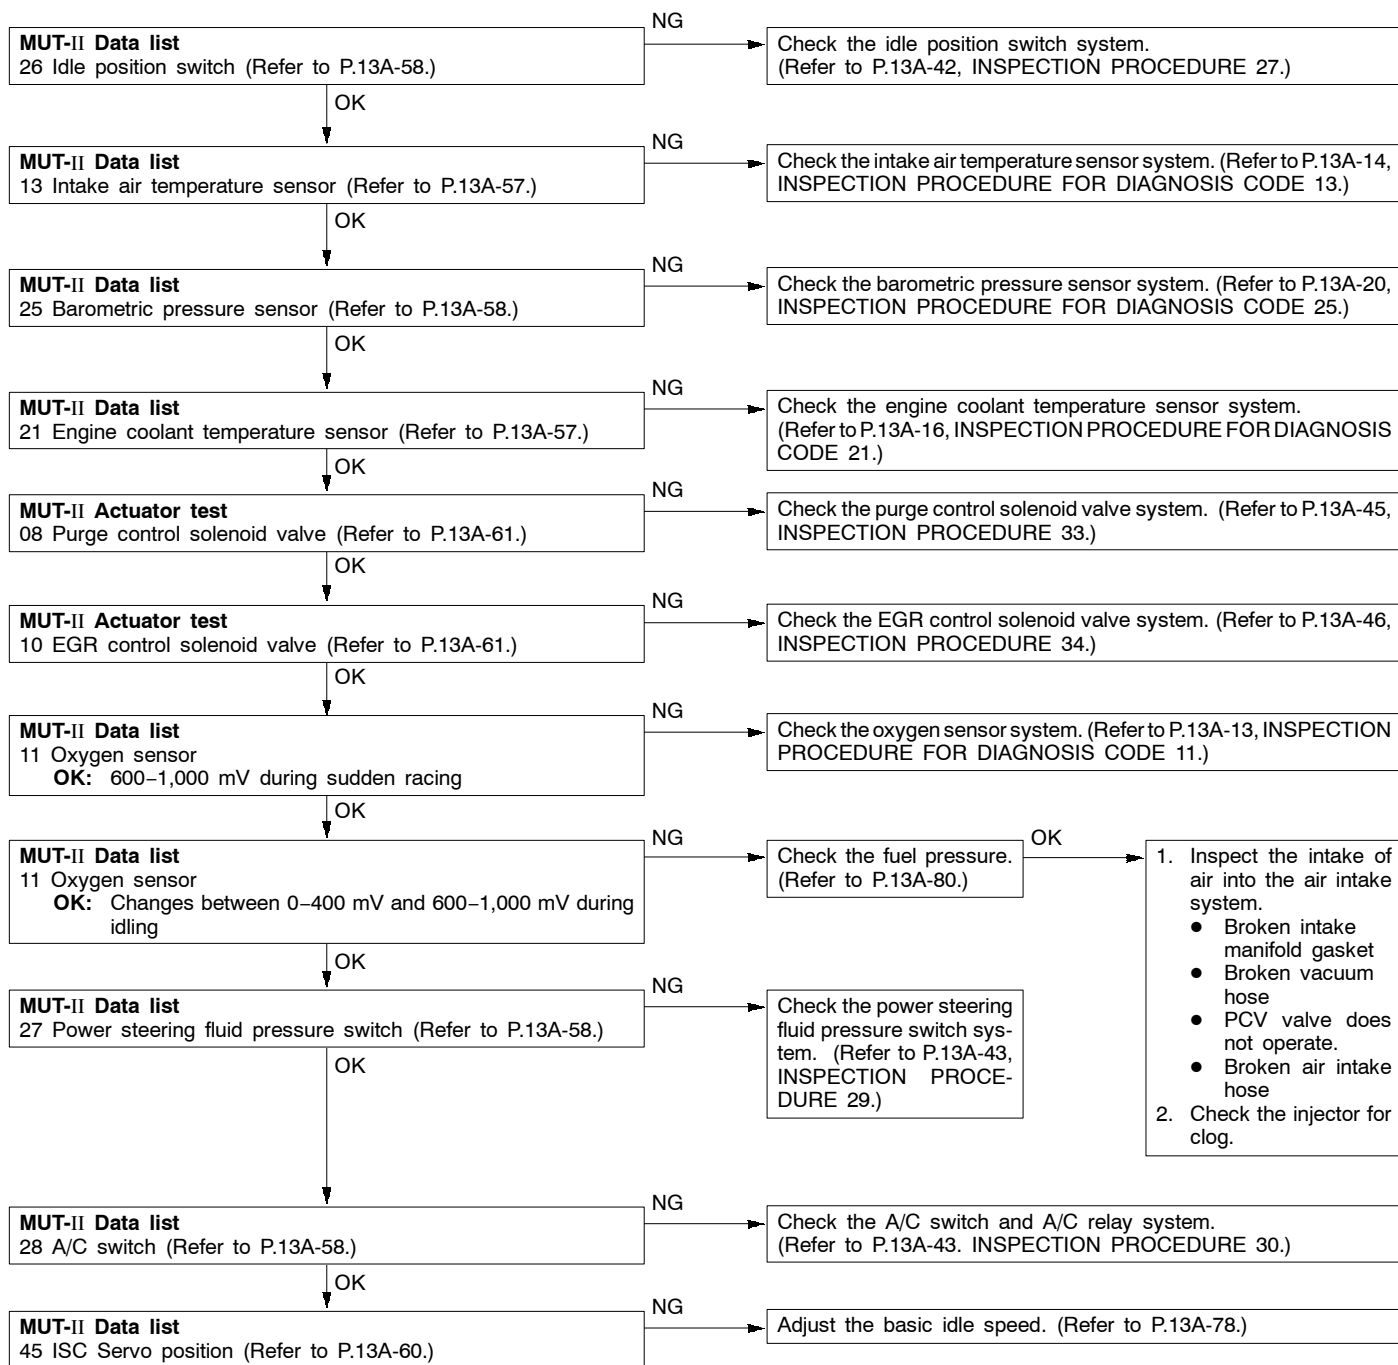 NG
MUT-II Data list
26 Idle position switch (Refer to P.13A-58.)
Check the idle position switch system.
(Refer to P.13A-42, INSPECTION PROCEDURE 27.)
OK
NG
MUT-II Data list
13 Intake air temperature sensor (Refer to P.13A-57.)
Check the intake air temperature sensor system. (Refer to P.13A-14,
INSPECTION PROCEDURE FOR DIAGNOSIS CODE 13.)
OK
NG
MUT-II Data list
25 Barometric pressure sensor (Refer to P.13A-58.)
Check the barometric pressure sensor system. (Refer to P.13A-20,
INSPECTION PROCEDURE FOR DIAGNOSIS CODE 25.)
OK
NG
MUT-II Data list
21 Engine coolant temperature sensor (Refer to P.13A-57.)
Check the engine coolant temperature sensor system.
(Refer to P.13A-16, INSPECTION PROCEDURE FOR DIAGNOSIS
CODE 21.)
OK
NG
MUT-II Actuator test
08 Purge control solenoid valve (Refer to P.13A-61.)
Check the purge control solenoid valve system. (Refer to P.13A-45,
INSPECTION PROCEDURE 33.)
OK
NG
MUT-II Actuator test
10 EGR control solenoid valve (Refer to P.13A-61.)
Check the EGR control solenoid valve system. (Refer to P.13A-46,
INSPECTION PROCEDURE 34.)
OK
NG
MUT-II Data list
11 Oxygen sensor
OK: 600–1,000 mV during sudden racing
Check the oxygen sensor system. (Refer to P.13A-13, INSPECTION
PROCEDURE FOR DIAGNOSIS CODE 11.)
OK
NG
MUT-II Data list
11 Oxygen sensor
OK: Changes between 0–400 mV and 600–1,000 mV during
idling
Check the fuel pressure.
(Refer to P.13A-80.)
OK
1. Inspect the intake of
air into the air intake
system.
● Broken intake
manifold gasket
● Broken vacuum
hose
● PCV valve does
not operate.
● Broken air intake
hose
2. Check the injector for
clog.
OK
NG
MUT-II Data list
27 Power steering fluid pressure switch (Refer to P.13A-58.)
Check the power steering
fluid pressure switch sys-
tem. (Refer to P.13A-43,
INSPECTION PROCE-
DURE 29.)
OK
NG
MUT-II Data list
28 A/C switch (Refer to P.13A-58.)
Check the A/C switch and A/C relay system.
(Refer to P.13A-43. INSPECTION PROCEDURE 30.)
OK
NG
MUT-II Data list
45 ISC Servo position (Refer to P.13A-60.)
Adjust the basic idle speed. (Refer to P.13A-78.)